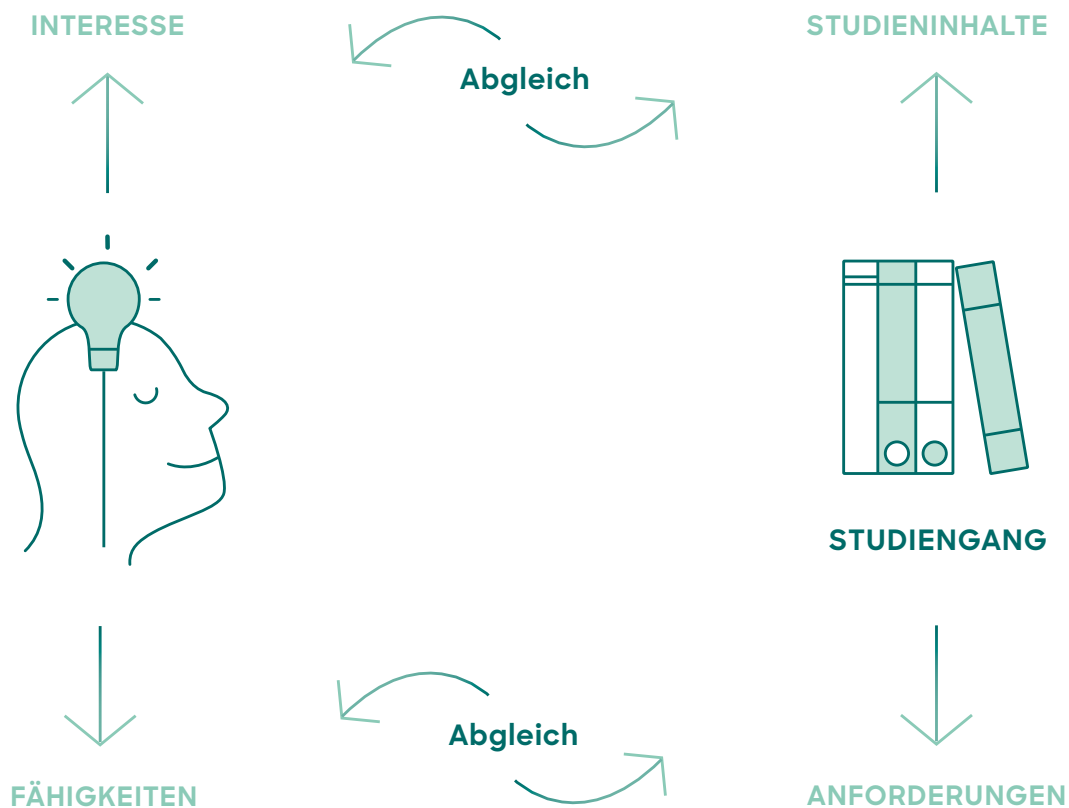 INTERESSE
STUDIENINHALTE
Abgleich
STUDIENGANG
Abgleich
FÄHIGKEITEN
ANFORDERUNGEN